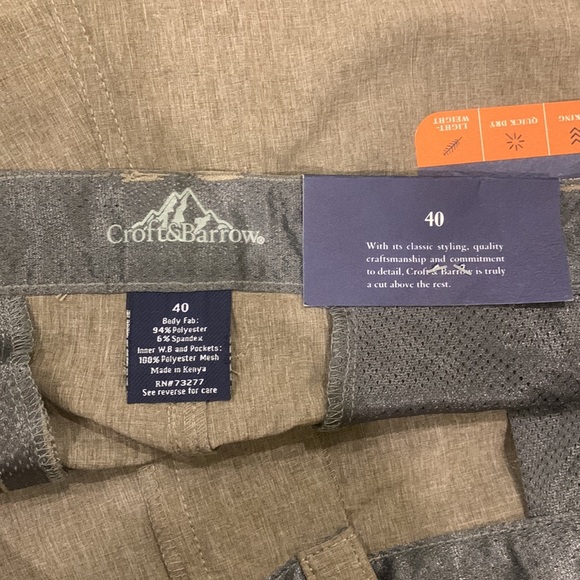 LIGHT-
WEIGHT
QUICK DRY
KING
Croft&Barrow®
40
With its classic styling, quality
craftsmanship and commitment
to detail, Croft & Barrow is truly
a cut above the rest.
40
Body Fab:
94% Polyester
6% Spandex
Inner W.B and Pockets:
100% Polyester Mesh
Made in Kenya
RN#73277
See reverse for care